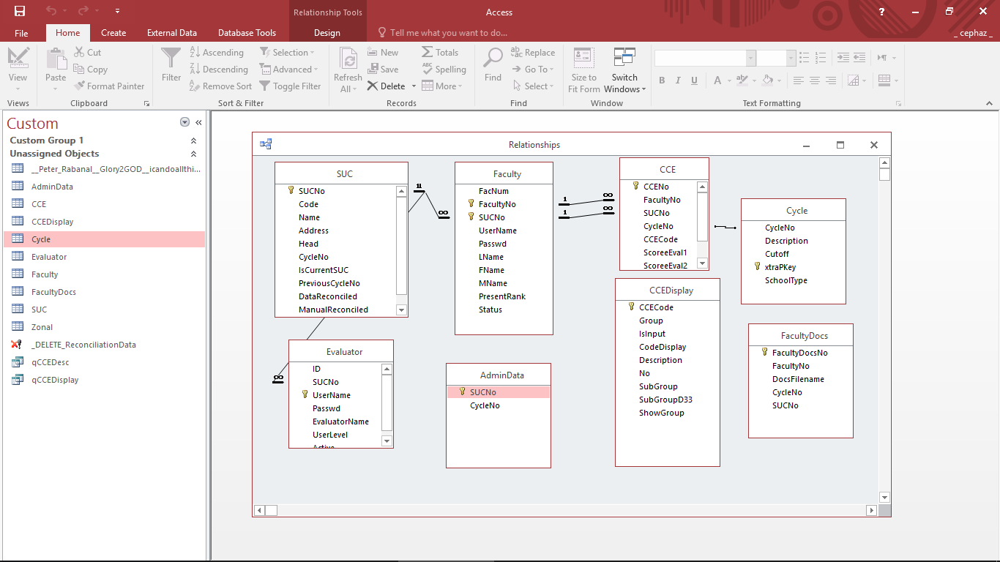 Relationship Tools
Access
?
File
Home
Create
External Data
Database Tools
Design
Tell me what you want to do...
_ cephaz _
View
Views
Paste
Cut
Copy
Format Painter
Clipboard
Filter
Ascending
Descending
Remove Sort
Selection
Advanced
Toggle Filter
Sort & Filter
Refresh
All
New
Save
Delete
Totals
Spelling
More
Records
Find
Replace
Go To
Select
Find
Size to
Fit Form
Switch
Windows
Window
B I U A
Text Formatting
Custom
Custom Group 1
Unassigned Objects
__Peter_Rabanal__Glory2GOD__icandoallthi...
AdminData
CCE
CCEDisplay
Cycle
Evaluator
Faculty
FacultyDocs
SUC
Zonal
_DELETE_ReconciliationData
qCCEDesc
qCCEDisplay
Relationships
SUC
SUCNo
Code
Name
Address
Head
CycleNo
IsCurrentSUC
PreviousCycleNo
DataReconciled
ManualReconciled
Faculty
FacNum
FacultyNo
SUCNo
UserName
Passwd
LName
FName
MName
PresentRank
Status
1
1
∞
∞
∞
∞
CCE
CCENo
FacultyNo
SUCNo
CycleNo
CCECode
ScoreeEval1
ScoreeEval2
Cycle
CycleNo
Description
Cutoff
xtraPKey
SchoolType
Evaluator
ID
SUCNo
UserName
Passwd
EvaluatorName
UserLevel
Active
AdminData
SUCNo
CycleNo
CCEDisplay
CCECode
Group
IsInput
CodeDisplay
Description
No
SubGroup
SubGroupD33
ShowGroup
FacultyDocs
FacultyDocsNo
FacultyNo
DocsFilename
CycleNo
SUCNo